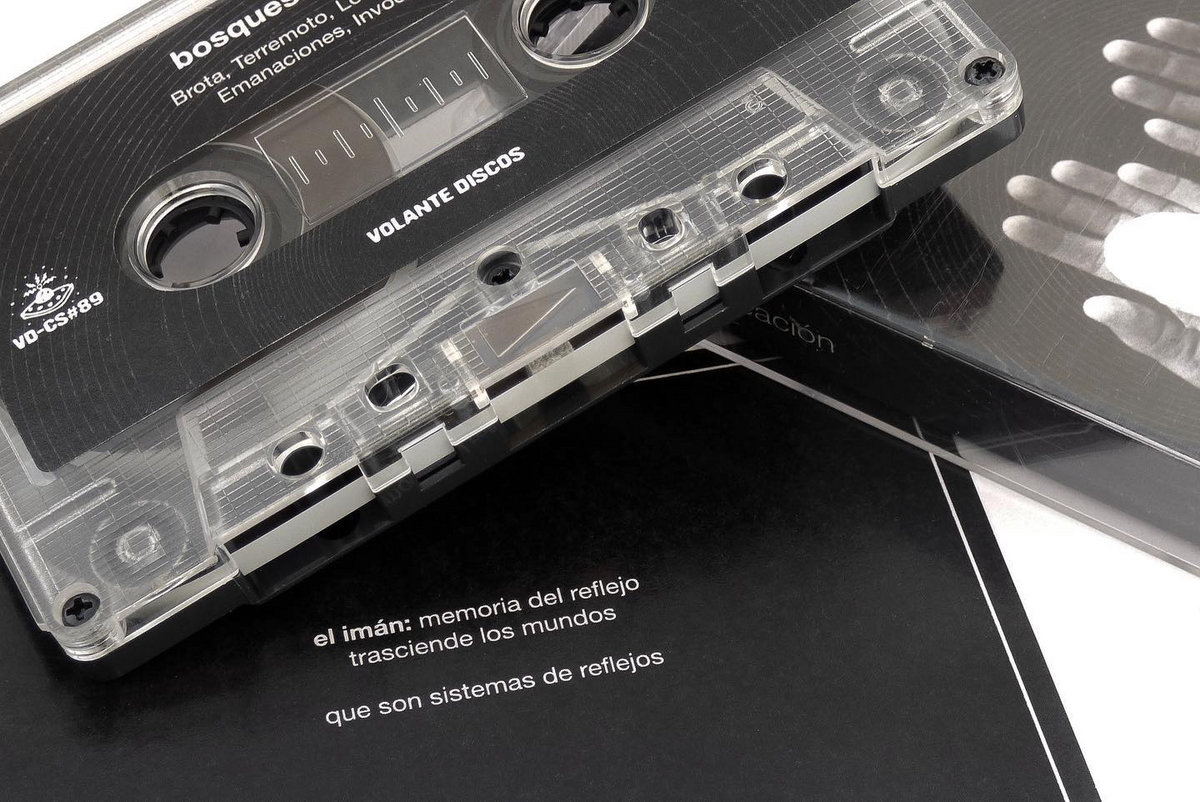 bosques
Brota, Terremoto,
Emanaciones,
VOLANTE DISCOS
VD-CS#89
el imán: memoria del reflejo
trasciende los mundos
que son sistemas de reflejos